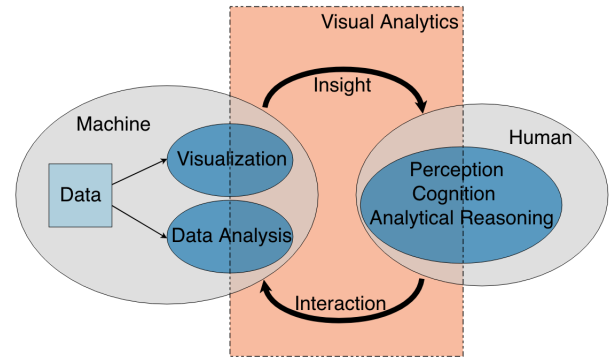 Visual Analytics
Insight
Machine
Human
Visualization
Data
Data Analysis
Perception
Cognition
Analytical Reasoning
Interaction